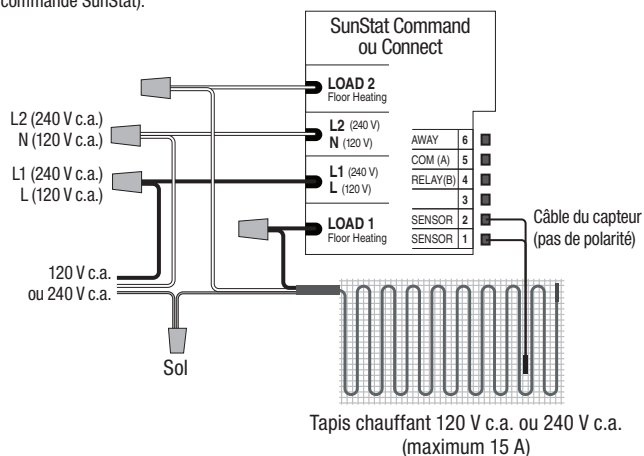 commande SunStat).
SunStat Command
ou Connect
LOAD 2
Floor Heating
L2 (240 V c.a.)
N (120 V c.a.)
L2 (240 V)
N (120 V)
L1 (240 V c.a.)
L (120 V c.a.)
L1 (240 V)
L (120 V)
LOAD 1
Floor Heating
AWAY 6
COM (A) 5
RELAY(B) 4
3
SENSOR 2
SENSOR 1
Câble du capteur
(pas de polarité)
120 V c.a.
ou 240 V c.a.
Sol
Tapis chauffant 120 V c.a. ou 240 V c.a.
(maximum 15 A)